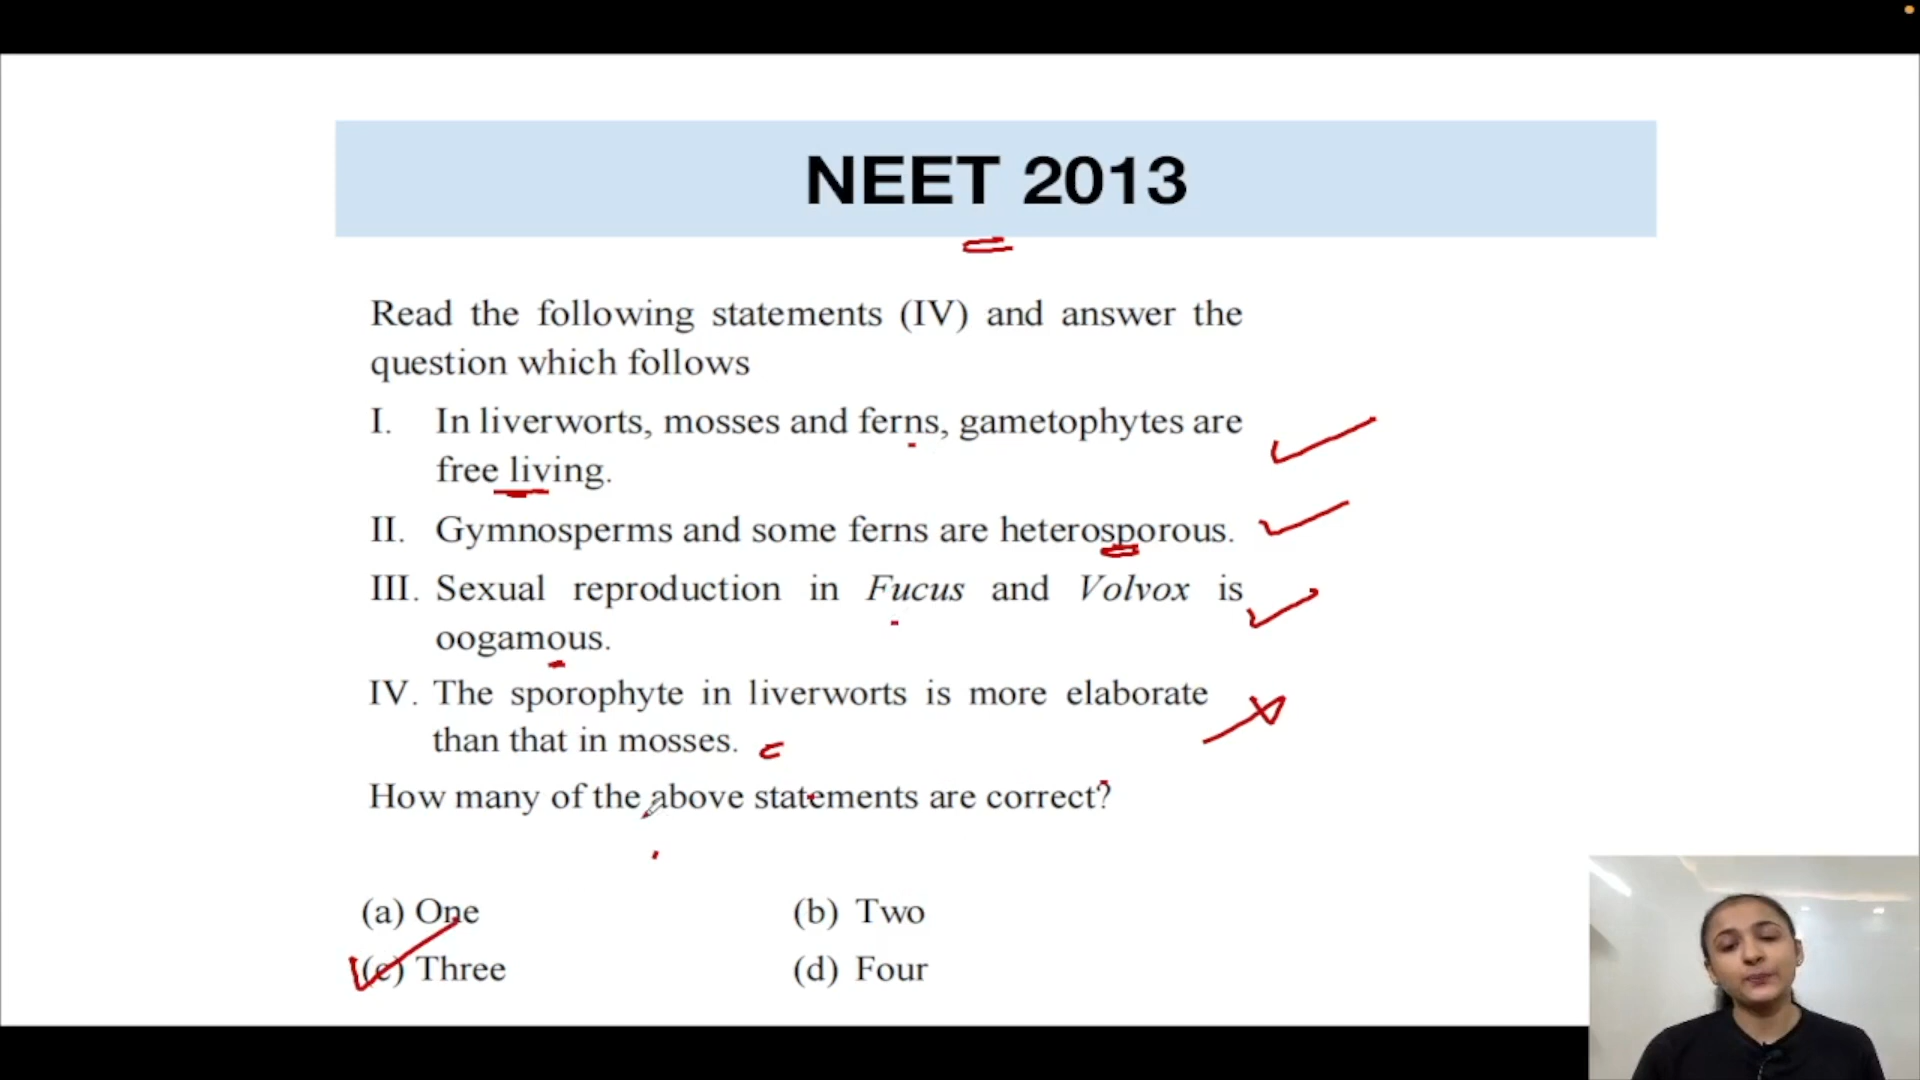 NEET 2013
Read the following statements (IV) and answer the
question which follows
I. In liverworts, mosses and ferns, gametophytes are
free living.
II. Gymnosperms and some ferns are heterosporous.
III. Sexual reproduction in Fucus and Volvox is
oogamous.
IV. The sporophyte in liverworts is more elaborate
than that in mosses.
How many of the above statements are correct?
(a) One (b) Two
(c) Three (d) Four